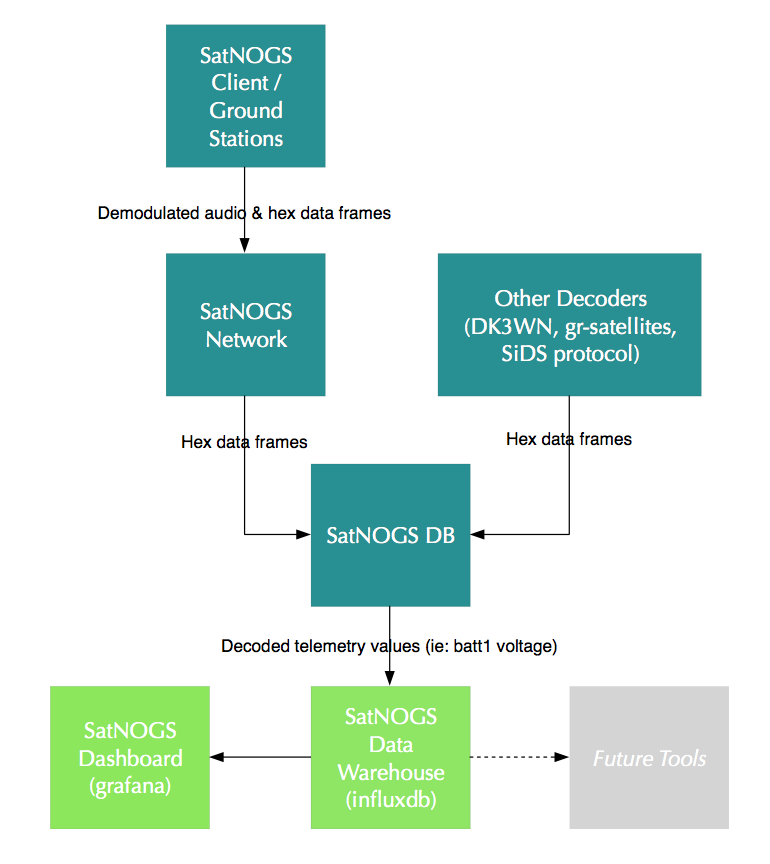 SatNOGS
Client /
Ground
Stations
Demodulated audio & hex data frames
SatNOGS
Network
Other Decoders
(DK3WN, gr-satellites,
SiDS protocol)
Hex data frames
Hex data frames
SatNOGS DB
Decoded telemetry values (ie: batt1 voltage)
SatNOGS
Dashboard
(grafana)
SatNOGS
Data
Warehouse
(influxdb)
Future Tools